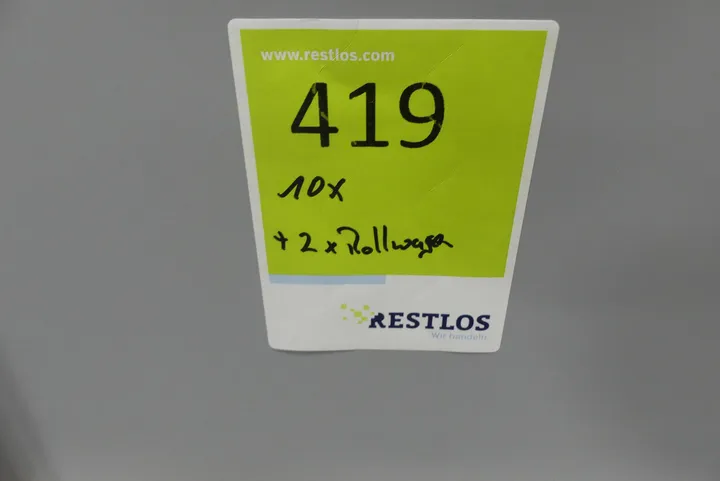 www.restlos.com
419
10x
+ 2 x Rollwagen
RESTLOS
Wir handeln!